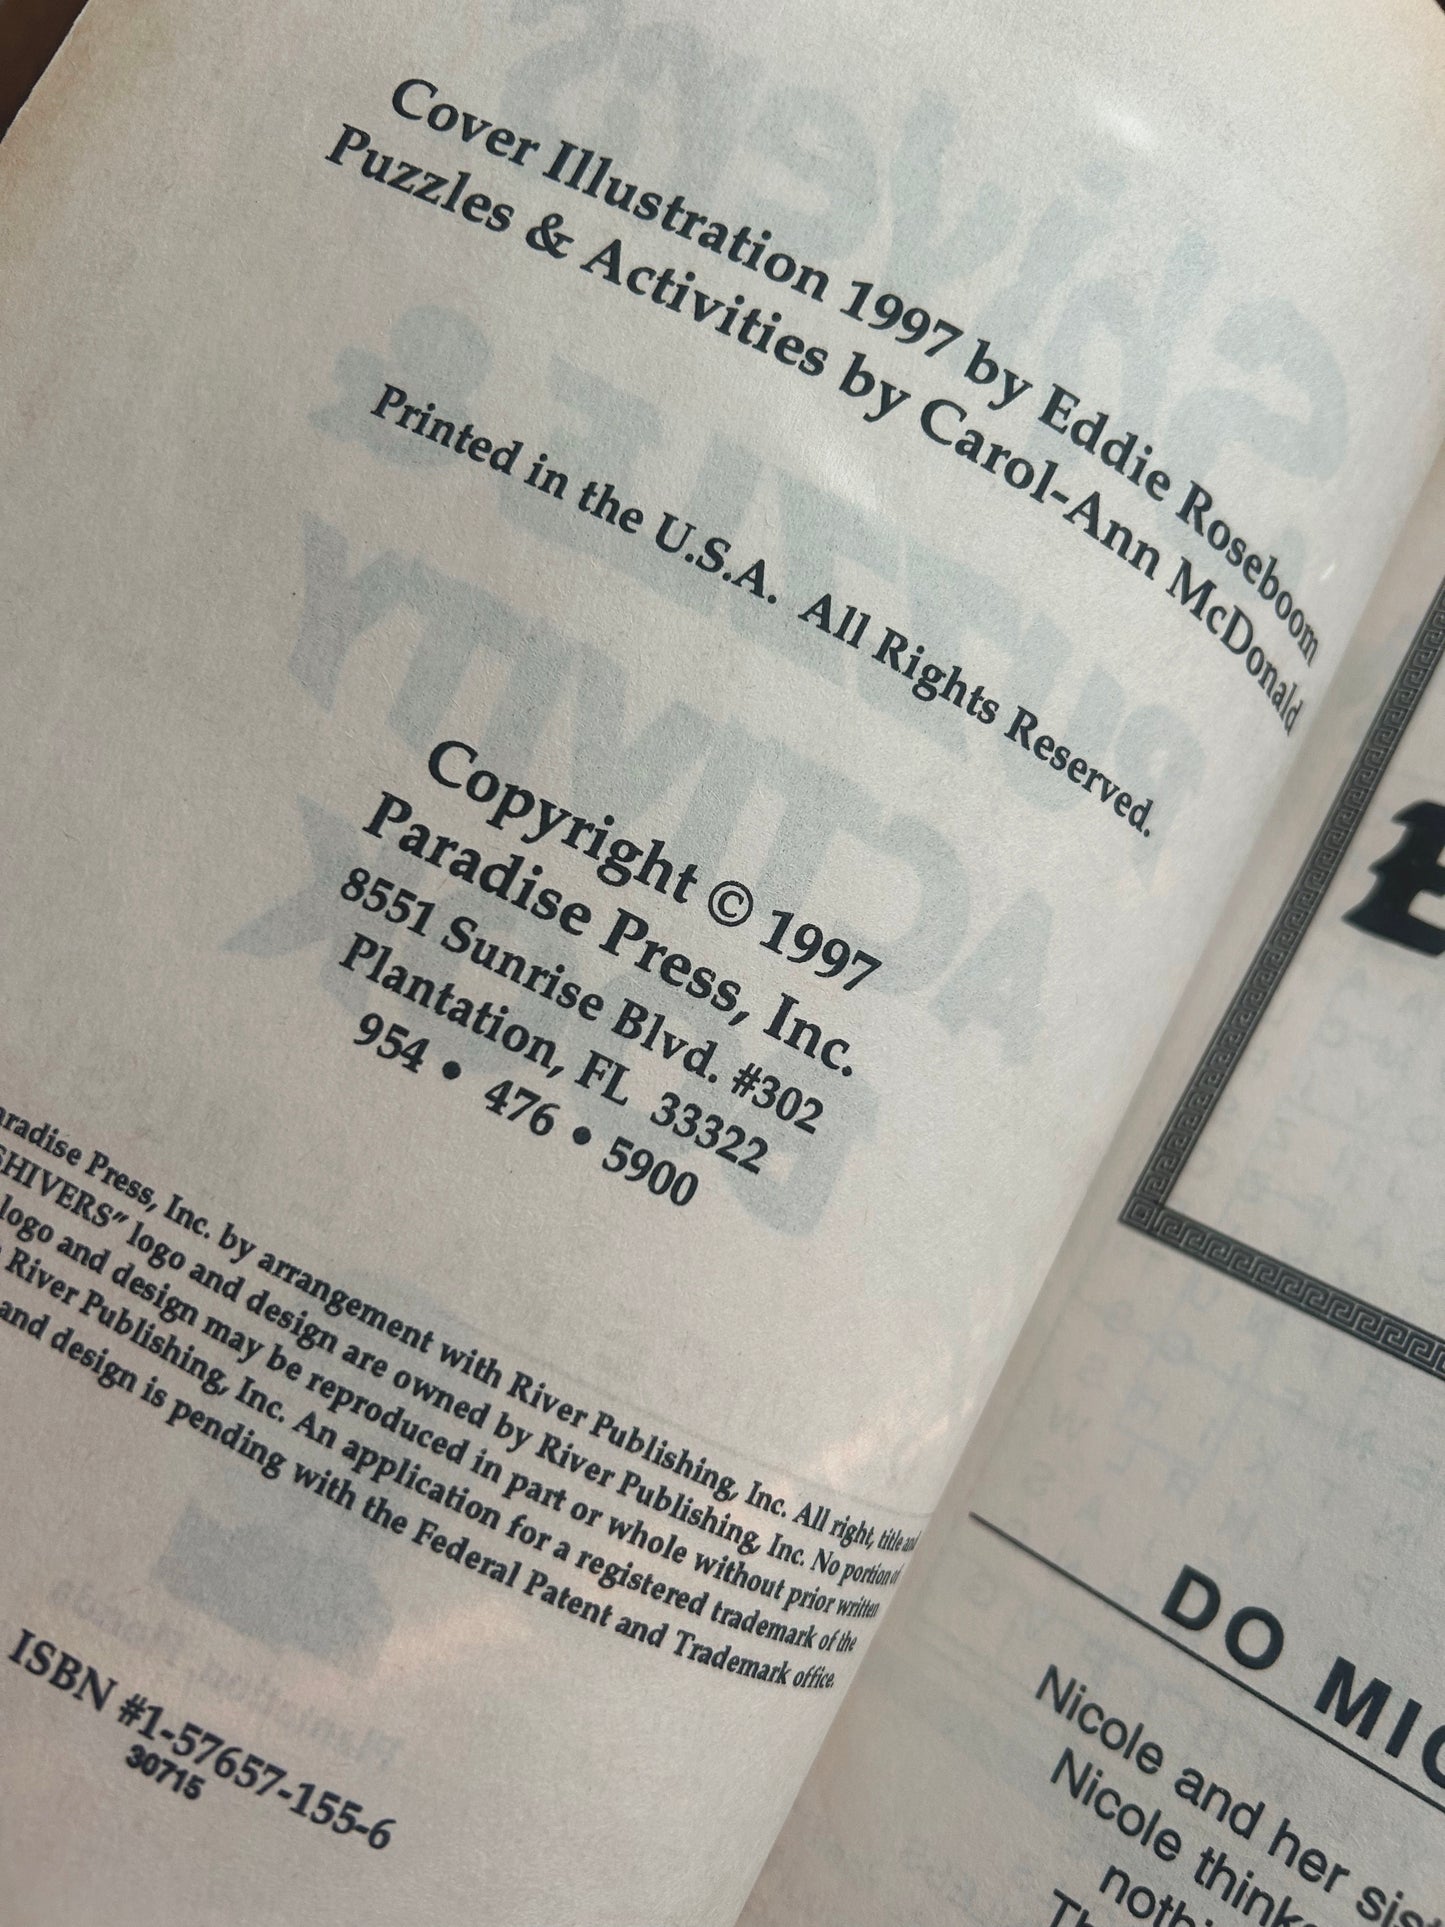 Cover Illustration 1997 by Eddie Roseboom
Puzzles & Activities by Carol-Ann McDonald
Printed in the U.S.A. All Rights Reserved.
Copyright © 1997
Paradise Press, Inc.
8551 Sunrise Blvd. #302
Plantation, FL 33322
954 • 476 • 5900
Press, Inc. by arrangement with River Publishing, Inc. All right, title and
SHIVERS" logo and design are owned by River Publishing, Inc. No portion of
logo and design may be reproduced in part or whole without prior written
River Publishing, Inc. An application for a registered trademark of the
and design is pending with the Federal Patent and Trademark office.
ISBN #1-57657-155-6
30715
DO
Nicole and her
Nicole